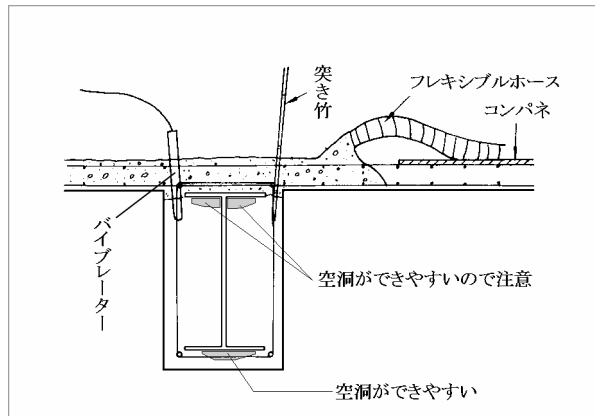 突き竹
フレキシブルホース
コンパネ
バイブレーター
空洞ができやすいので注意
空洞ができやすい